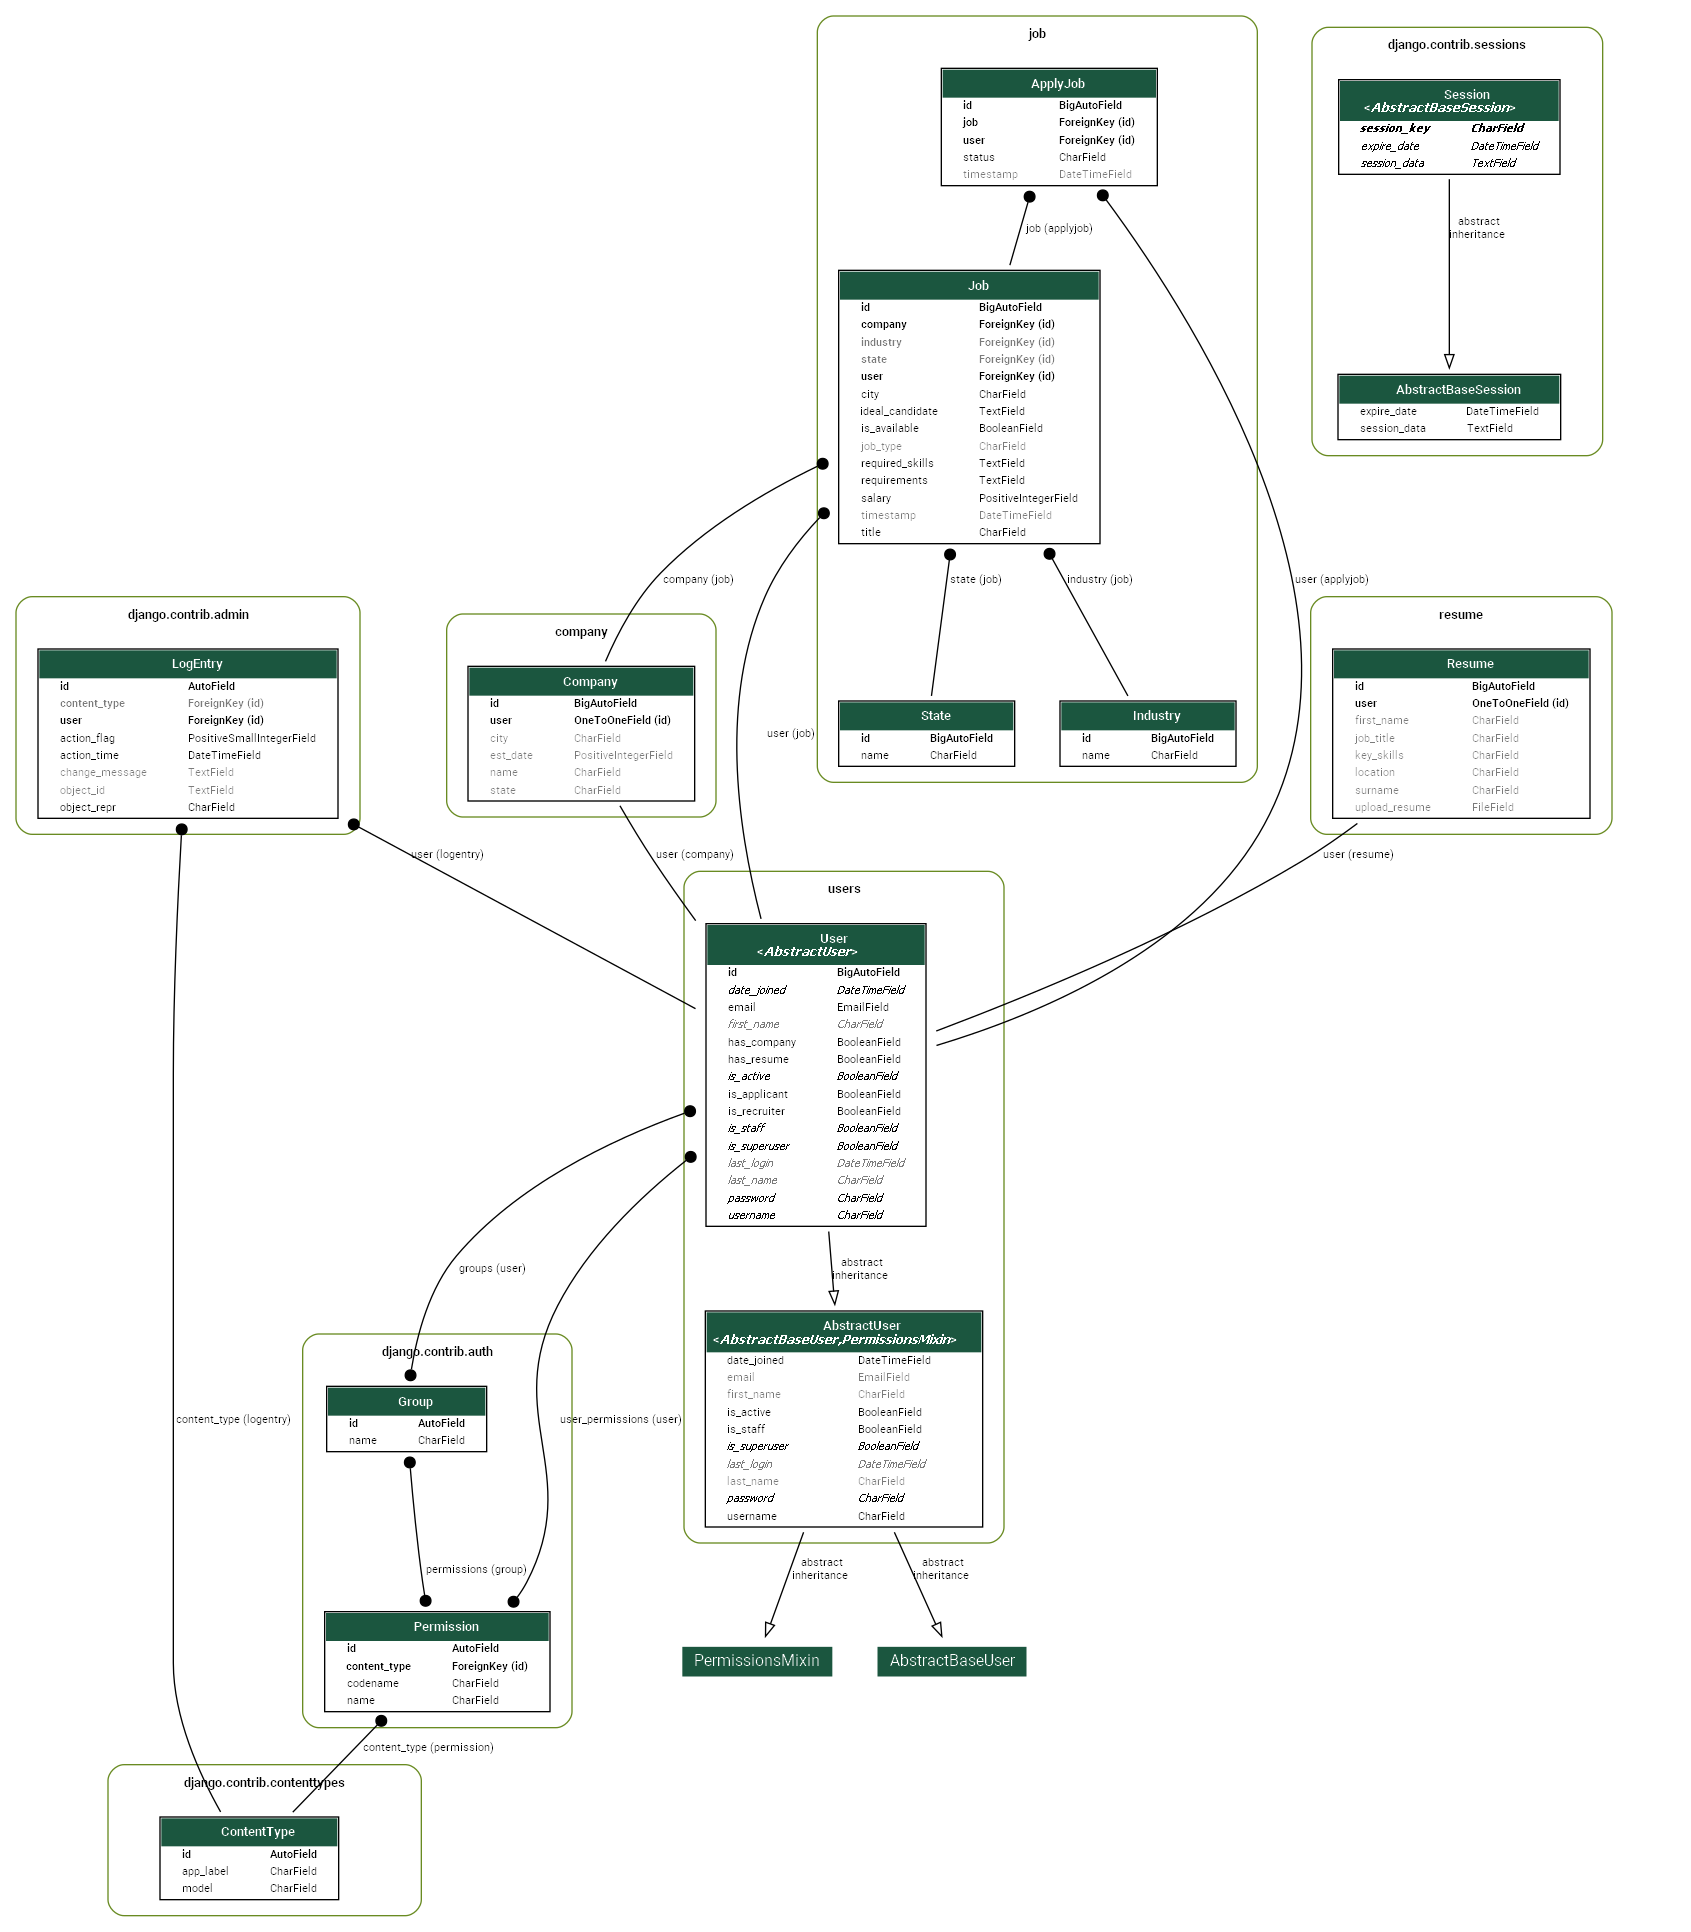 job
ApplyJob
id BigAutoField
job ForeignKey (id)
user ForeignKey (id)
status CharField
timestamp DateTimeField
job (applyjob)
Job
id BigAutoField
company ForeignKey (id)
industry ForeignKey (id)
state ForeignKey (id)
user ForeignKey (id)
city CharField
ideal_candidate TextField
is_available BooleanField
job_type CharField
required_skills TextField
requirements TextField
salary PositiveIntegerField
timestamp DateTimeField
title CharField
company (job)
state (job)
industry (job)
user (applyjob)
user (job)
State
id BigAutoField
name CharField
Industry
id BigAutoField
name CharField
django.contrib.sessions
Session
<AbstractBaseSession>
session_key CharField
expire_date DateTimeField
session_data TextField
abstract
inheritance
AbstractBaseSession
expire_date DateTimeField
session_data TextField
django.contrib.admin
LogEntry
id AutoField
content_type ForeignKey (id)
user ForeignKey (id)
action_flag PositiveSmallIntegerField
action_time DateTimeField
change_message TextField
object_id TextField
object_repr CharField
user (logentry)
company
Company
id BigAutoField
user OneToOneField (id)
city CharField
est_date PositiveIntegerField
name CharField
state CharField
user (company)
resume
Resume
id BigAutoField
user OneToOneField (id)
first_name CharField
job_title CharField
key_skills CharField
location CharField
surname CharField
upload_resume FileField
user (resume)
users
User
<AbstractUser>
id BigAutoField
date_joined DateTimeField
email EmailField
first_name CharField
has_company BooleanField
has_resume BooleanField
is_active BooleanField
is_applicant BooleanField
is_recruiter BooleanField
is_staff BooleanField
is_superuser BooleanField
last_login DateTimeField
last_name CharField
password CharField
username CharField
abstract
inheritance
groups (user)
AbstractUser
<AbstractBaseUser,PermissionsMixin>
date_joined DateTimeField
email EmailField
first_name CharField
is_active BooleanField
is_staff BooleanField
is_superuser BooleanField
last_login DateTimeField
last_name CharField
password CharField
username CharField
abstract
inheritance
abstract
inheritance
PermissionsMixin
AbstractBaseUser
django.contrib.auth
Group
id AutoField
name CharField
content_type (logentry)
user_permissions (user)
permissions (group)
Permission
id AutoField
content_type ForeignKey (id)
codename CharField
name CharField
content_type (permission)
django.contrib.contenttypes
ContentType
id AutoField
app_label CharField
model CharField